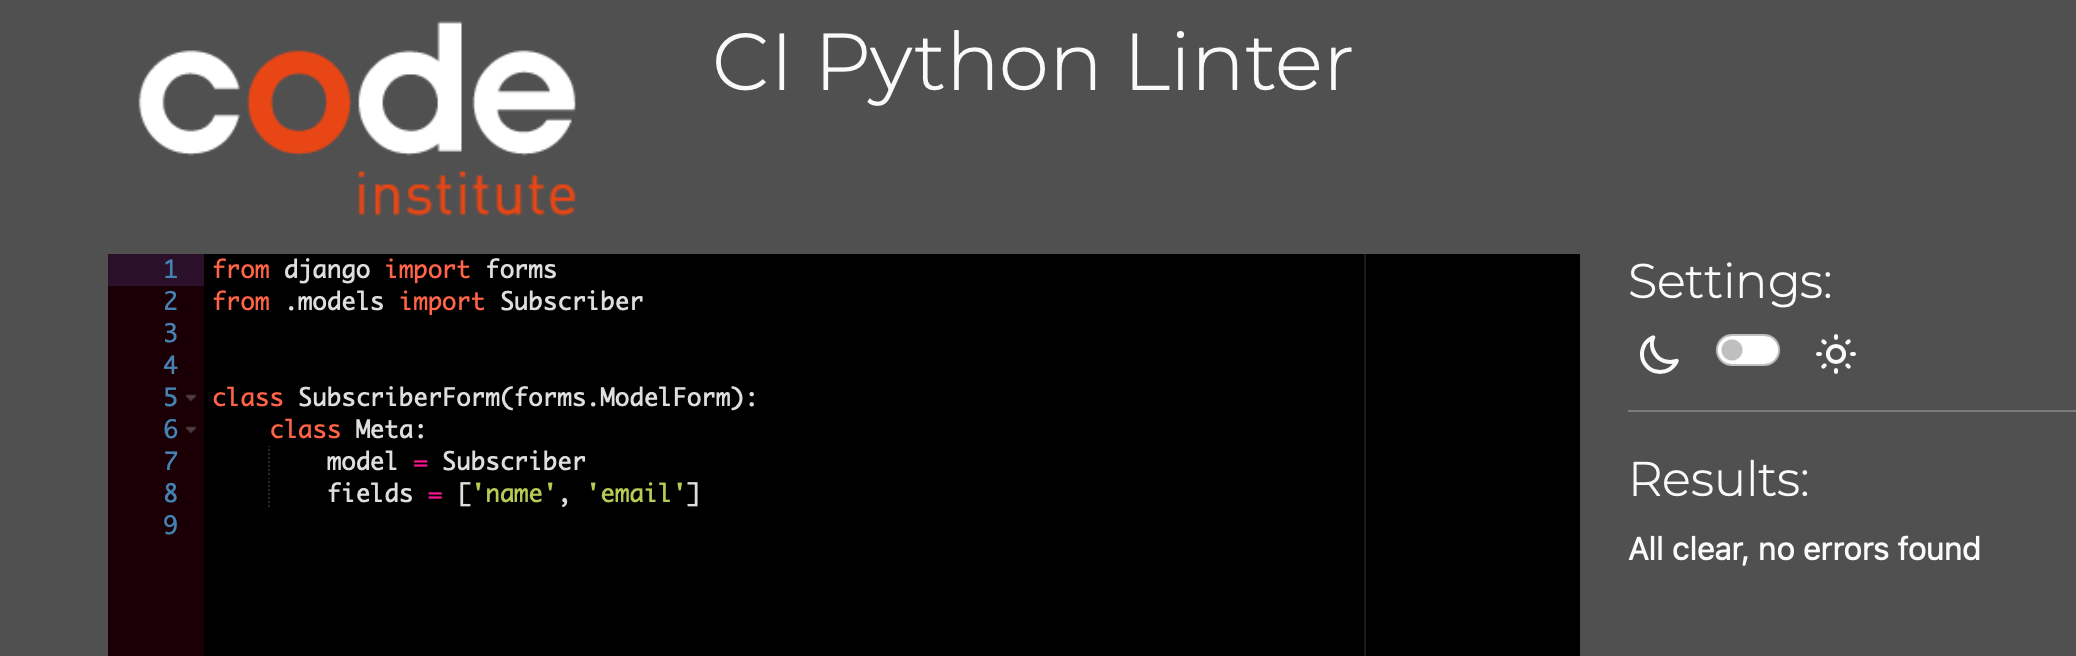 code
institute
CI Python Linter
1 from django import forms
2 from .models import Subscriber
3
4
5 class SubscriberForm(forms.ModelForm):
6     class Meta:
7         model = Subscriber
8         fields = ['name', 'email']
9
Settings:
Results:
All clear, no errors found